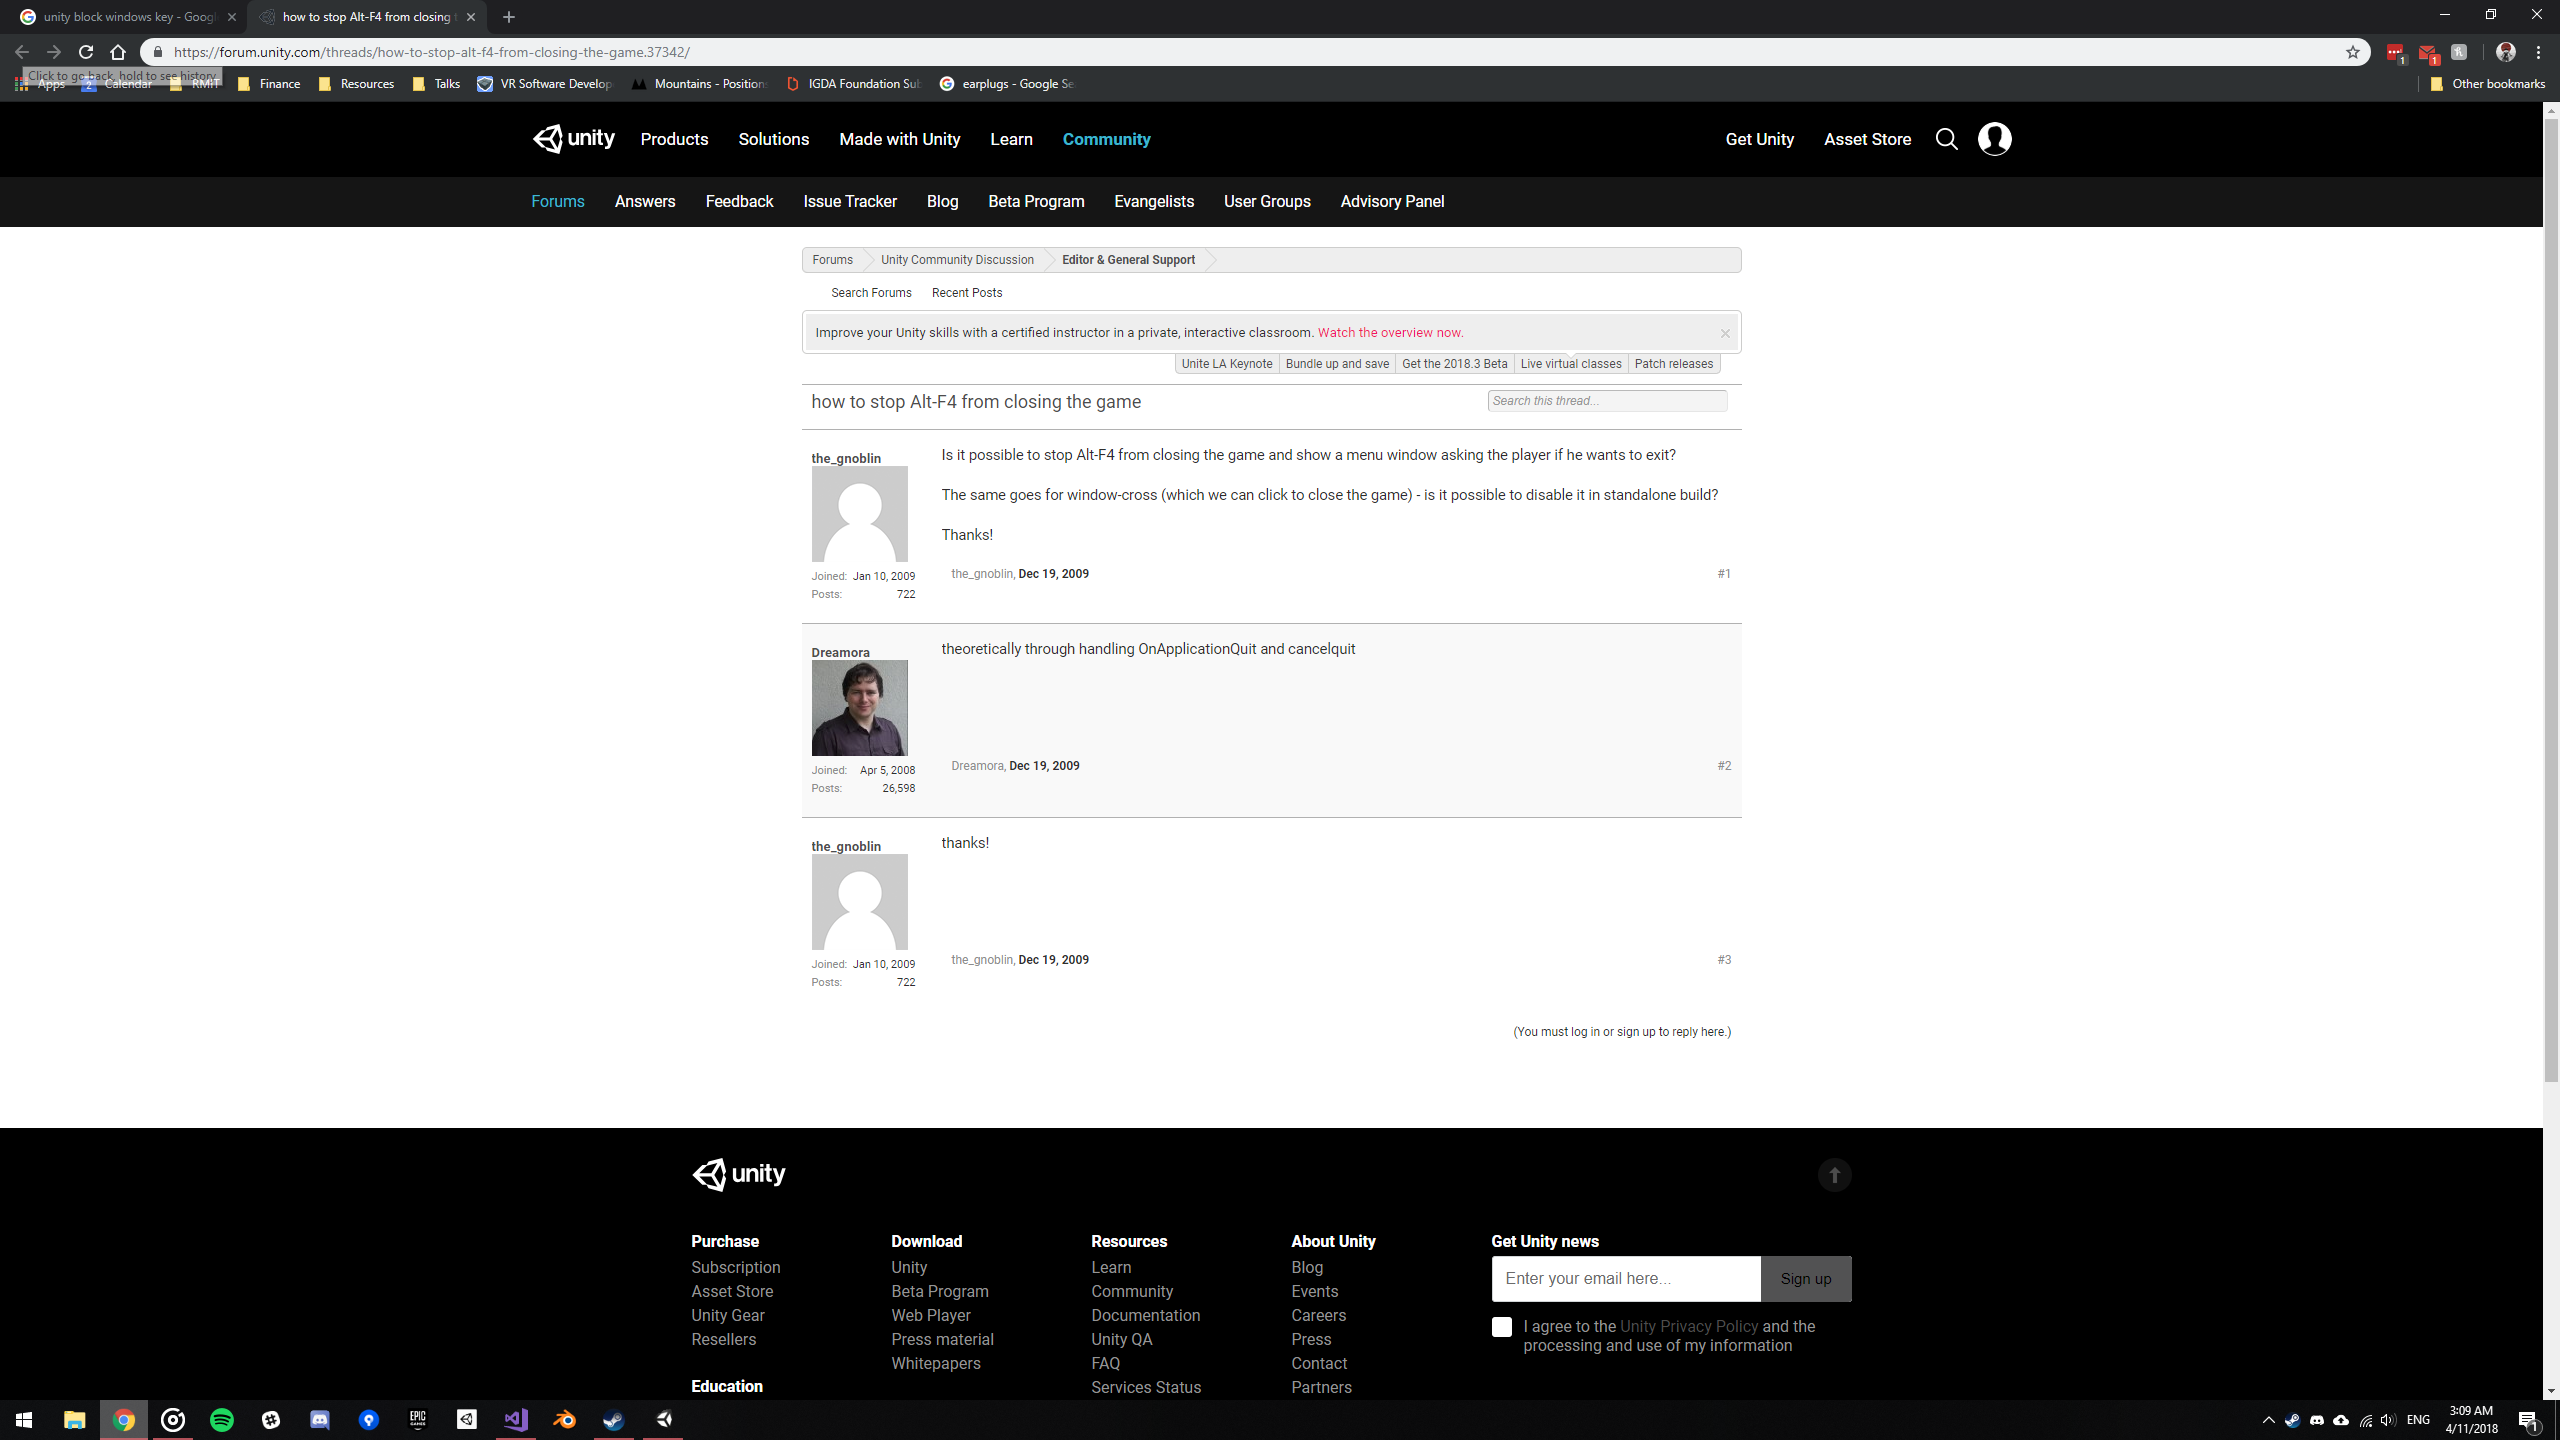 unity block windows key - Goog
how to stop Alt-F4 from closing t
https://forum.unity.com/threads/how-to-stop-alt-f4-from-closing-the-game.37342/
Click to go back, hold to see history
Apps
Calendar
RMIT
Finance
Resources
Talks
VR Software Develop
Mountains - Position
IGDA Foundation Sub
earplugs - Google Se
Other bookmarks
unity
Products
Solutions
Made with Unity
Learn
Community
Get Unity
Asset Store
Forums
Answers
Feedback
Issue Tracker
Blog
Beta Program
Evangelists
User Groups
Advisory Panel
Forums
Unity Community Discussion
Editor & General Support
Search Forums
Recent Posts
Improve your Unity skills with a certified instructor in a private, interactive classroom. Watch the overview now.
Unite LA Keynote
Bundle up and save
Get the 2018.3 Beta
Live virtual classes
Patch releases
how to stop Alt-F4 from closing the game
Search this thread...
the_gnoblin
Is it possible to stop Alt-F4 from closing the game and show a menu window asking the player if he wants to exit?
The same goes for window-cross (which we can click to close the game) - is it possible to disable it in standalone build?
Thanks!
Joined: Jan 10, 2009
Posts: 722
the_gnoblin, Dec 19, 2009
#1
Dreamora
theoretically through handling OnApplicationQuit and cancelquit
Joined: Apr 5, 2008
Posts: 26,598
Dreamora, Dec 19, 2009
#2
the_gnoblin
thanks!
Joined: Jan 10, 2009
Posts: 722
the_gnoblin, Dec 19, 2009
#3
(You must log in or sign up to reply here.)
unity
Purchase
Subscription
Asset Store
Unity Gear
Resellers
Education
Download
Unity
Beta Program
Web Player
Press material
Whitepapers
Resources
Learn
Community
Documentation
Unity QA
FAQ
Services Status
About Unity
Blog
Events
Careers
Press
Contact
Partners
Get Unity news
Enter your email here...
Sign up
I agree to the Unity Privacy Policy and the
processing and use of my information
EPIC
GAMES
ENG
3:09 AM
4/11/2018
1